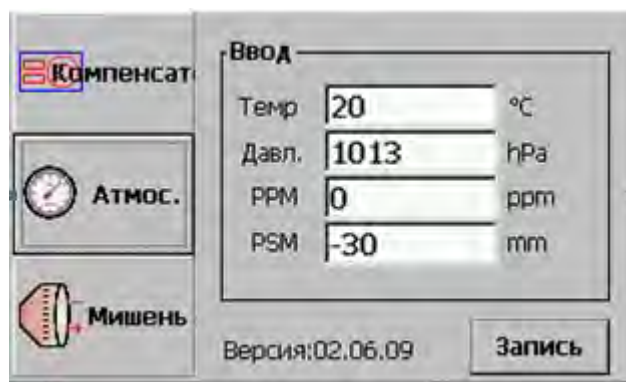 Компенсат
Атмос.
Мишень
Ввод
Темп 20 °C
Давл. 1013 hPa
PPM 0 ppm
PSM -30 mm
Версия:02.06.09
Запись